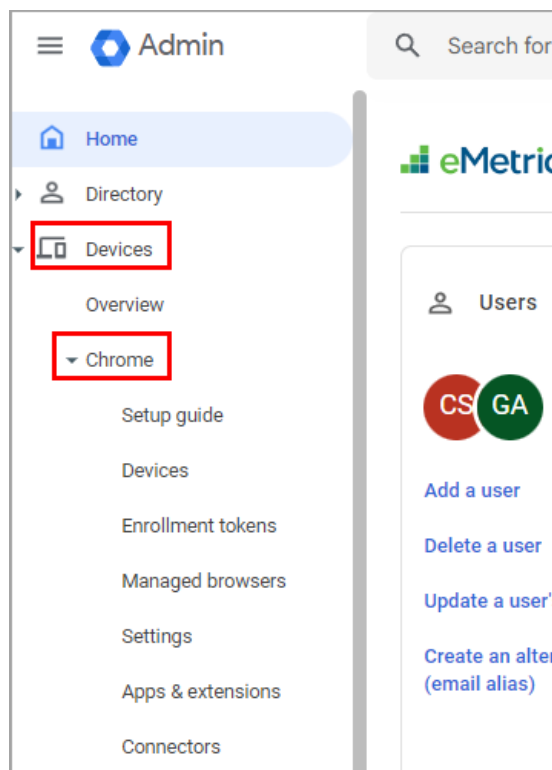 Admin
Search for
Home
Directory
Devices
Overview
Chrome
Setup guide
Devices
Enrollment tokens
Managed browsers
Settings
Apps & extensions
Connectors
eMetric
Users
CS
GA
Add a user
Delete a user
Update a user'
Create an alter
(email alias)